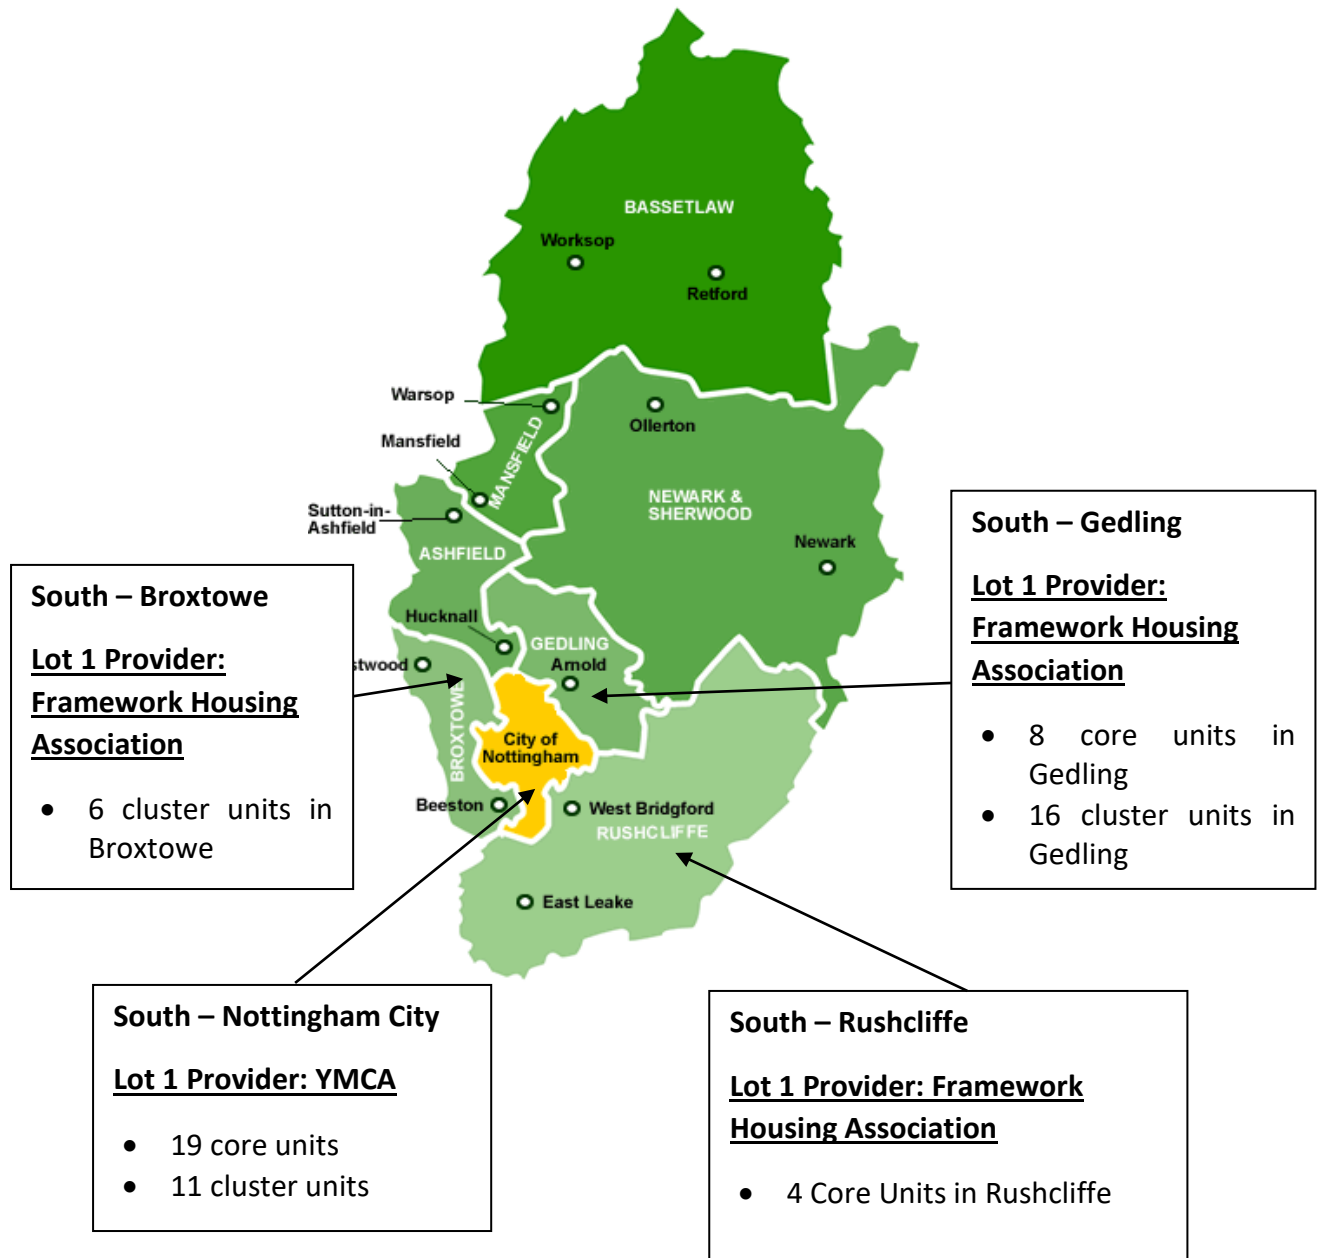 BASSETLAW
Worksop
Retford
Warsop
Ollerton
Mansfield
MANSFIELD
Sutton-in-
Ashfield
NEWARK &
SHERWOOD
ASHFIELD
Newark
South – Gedling
Lot 1 Provider:
Framework Housing
Association
• 8 core units in
Gedling
• 16 cluster units in
Gedling
South – Broxtowe
Lot 1 Provider:
Framework Housing
Association
• 6 cluster units in
Broxtowe
Hucknall
GEDLING
Arnold
stwood
BROXTOWE
City of
Nottingham
Beeston
West Bridgford
RUSHCLIFFE
East Leake
South – Nottingham City
Lot 1 Provider: YMCA
• 19 core units
• 11 cluster units
South – Rushcliffe
Lot 1 Provider: Framework
Housing Association
• 4 Core Units in Rushcliffe